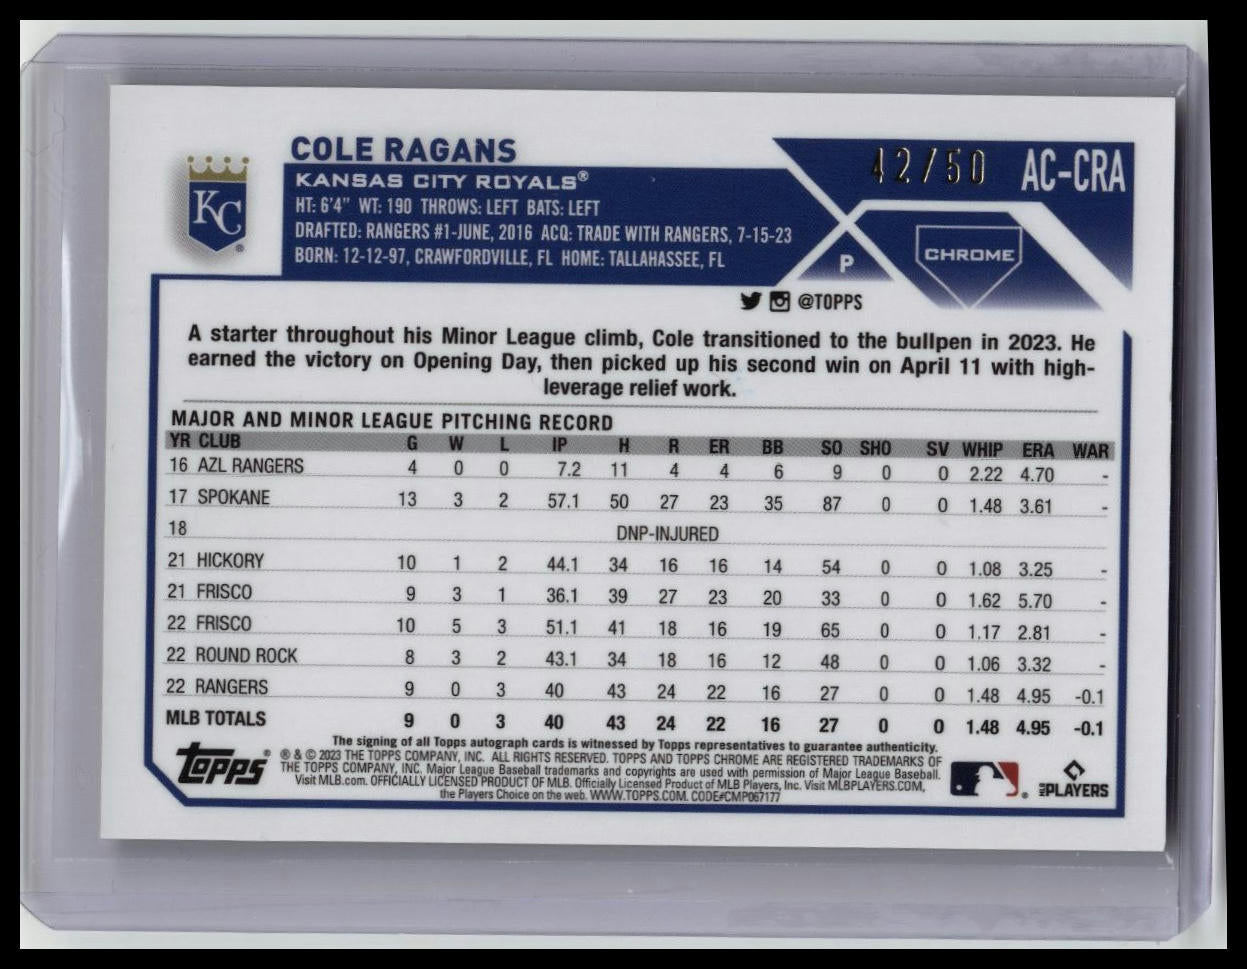 COLE RAGANS
KANSAS CITY ROYALS®
HT: 6'4" WT: 190 THROWS: LEFT BATS: LEFT
DRAFTED: RANGERS #1-JUNE, 2016 ACQ: TRADE WITH RANGERS, 7-15-23
BORN: 12-12-97, CRAWFORDVILLE, FL HOME: TALLAHASSEE, FL
42/50
AC-CRA
KC
®
P
CHROME
@TOPPS
A starter throughout his Minor League climb, Cole transitioned to the bullpen in 2023. He
earned the victory on Opening Day, then picked up his second win on April 11 with high-
leverage relief work.
MAJOR AND MINOR LEAGUE PITCHING RECORD
YR CLUB G W L IP H R ER BB SO SHO SV WHIP ERA WAR
16 AZL RANGERS 4 0 0 7.2 11 4 4 6 9 0 0 2.22 4.70 -
17 SPOKANE 13 3 2 57.1 50 27 23 35 87 0 0 1.48 3.61 -
18 DNP-INJURED
21 HICKORY 10 1 2 44.1 34 16 16 14 54 0 0 1.08 3.25 -
21 FRISCO 9 3 1 36.1 39 27 23 20 33 0 0 1.62 5.70 -
22 FRISCO 10 5 3 51.1 41 18 16 19 65 0 0 1.17 2.81 -
22 ROUND ROCK 8 3 2 43.1 34 18 16 12 48 0 0 1.06 3.32 -
22 RANGERS 9 0 3 40 43 24 22 16 27 0 0 1.48 4.95 -0.1
MLB TOTALS 9 0 3 40 43 24 22 16 27 0 0 1.48 4.95 -0.1
The signing of all Topps autograph cards is witnessed by Topps representatives to guarantee authenticity.
Topps®
® & © 2023 THE TOPPS COMPANY, INC. ALL RIGHTS RESERVED. TOPPS AND TOPPS CHROME ARE REGISTERED TRADEMARKS OF
THE TOPPS COMPANY, INC. Major League Baseball trademarks and copyrights are used with permission of Major League Baseball.
Visit MLB.com. OFFICIALLY LICENSED PRODUCT OF MLB. Officially Licensed Product of MLB Players, Inc. Visit MLBPLAYERS.COM,
the Players Choice on the web. WWW.TOPPS.COM. CODE#CMP067177
®
MLB PLAYERS